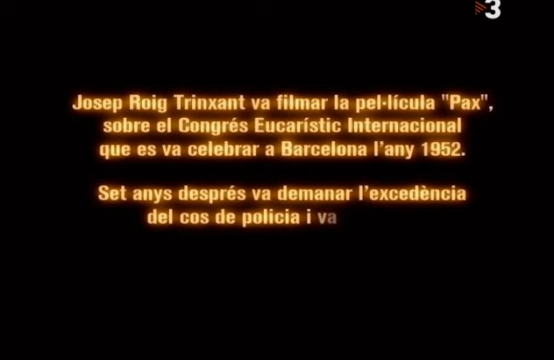 3
Josep Roig Trinxant va filmar la pel·lícula "Pax",
sobre el Congrés Eucarístic Internacional
que es va celebrar a Barcelona l'any 1952.
Set anys després va demanar l'excedència
del cos de policia i va